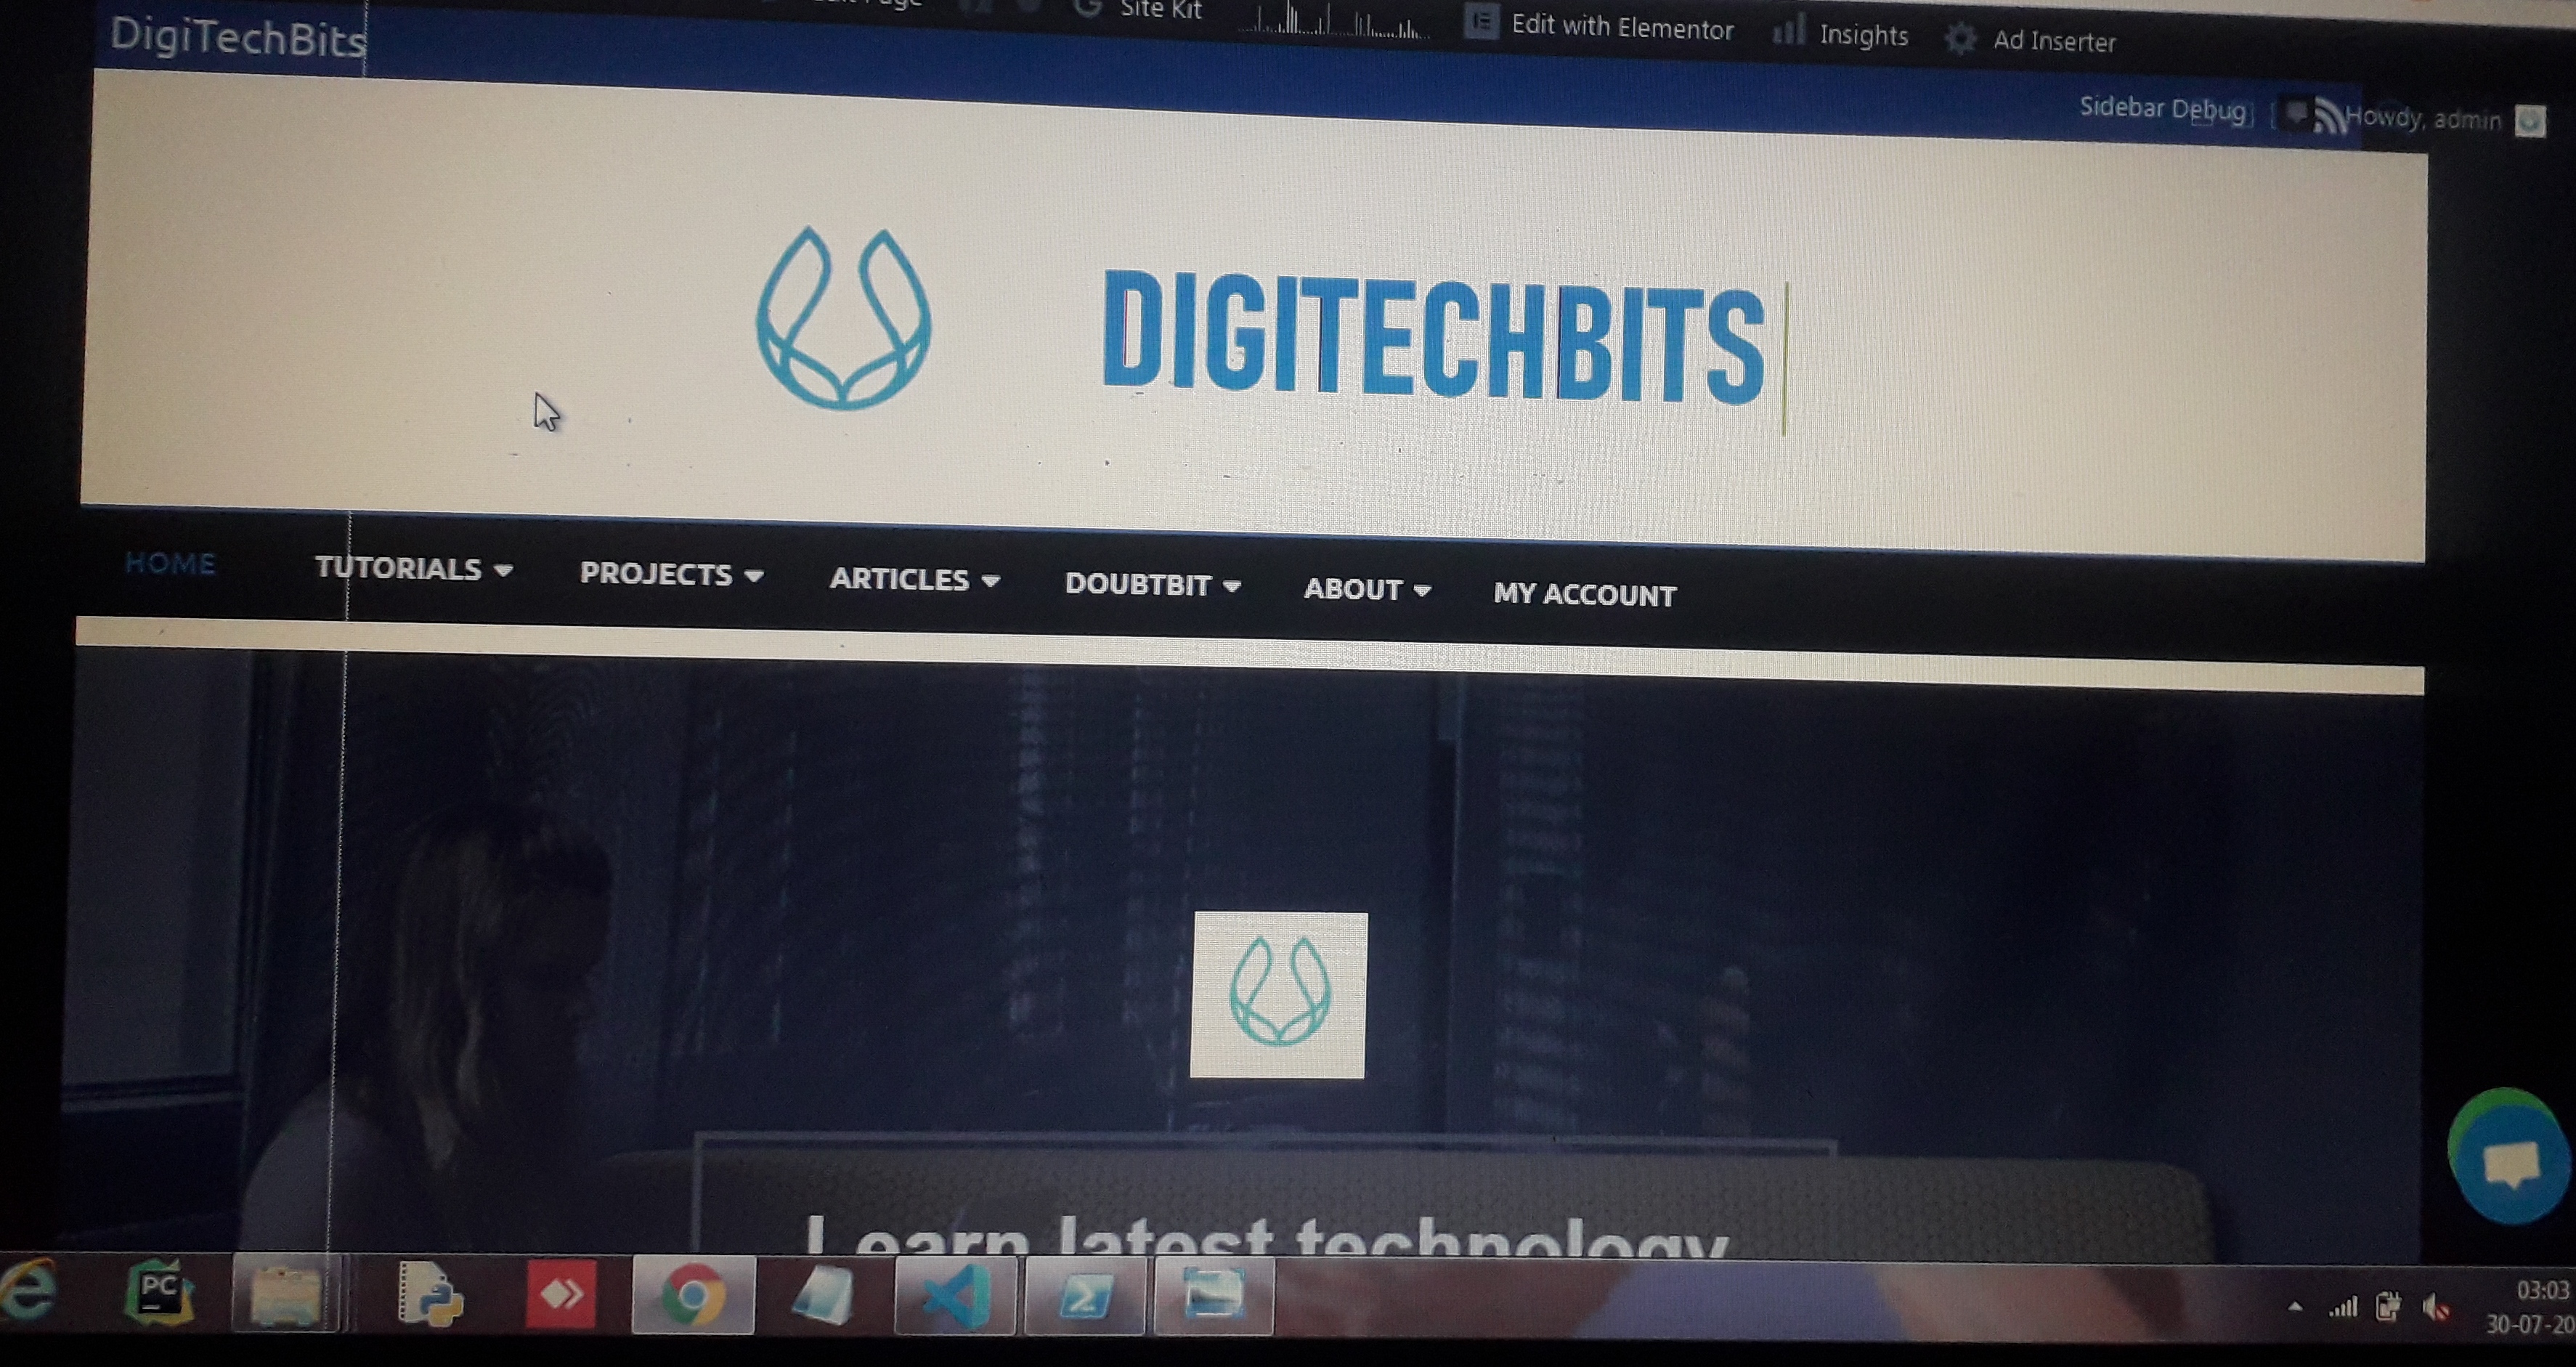 Site Kit
Edit with Elementor
Insights
Ad Inserter
DigiTechBits
Sidebar Debug
Howdy, admin
DIGITECHBITS
HOME TUTORIALS PROJECTS ARTICLES DOUBTBIT ABOUT MY ACCOUNT
Learn latest technology
PC
03:03
30-07-20